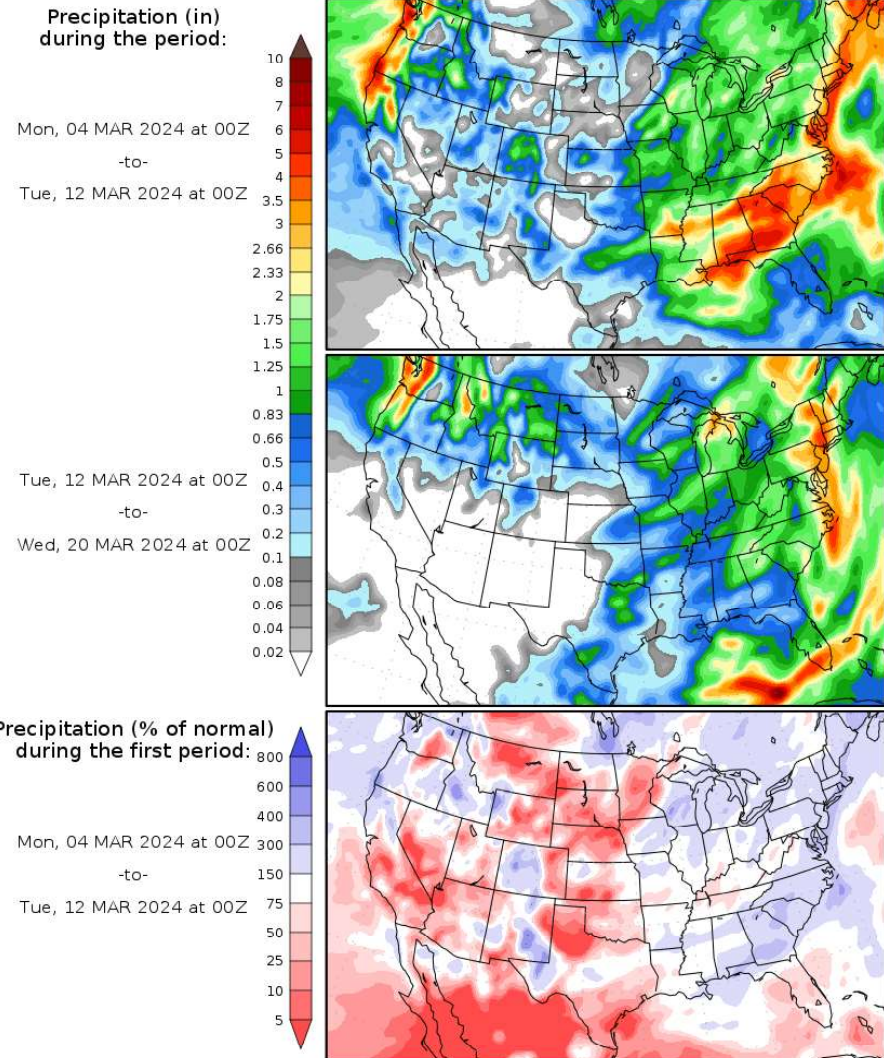 Precipitation (in)
during the period:
Mon, 04 MAR 2024 at 00Z
-to-
Tue, 12 MAR 2024 at 00Z
10
8
7
6
5
4
3.5
3
2.66
2.33
2
1.75
1.5
1.25
1
0.83
0.66
0.5
0.4
0.3
0.2
0.1
0.08
0.06
0.04
0.02
Tue, 12 MAR 2024 at 00Z
-to-
Wed, 20 MAR 2024 at 00Z
Precipitation (% of normal)
during the first period:
Mon, 04 MAR 2024 at 00Z
-to-
Tue, 12 MAR 2024 at 00Z
800
600
400
300
150
75
50
25
10
5